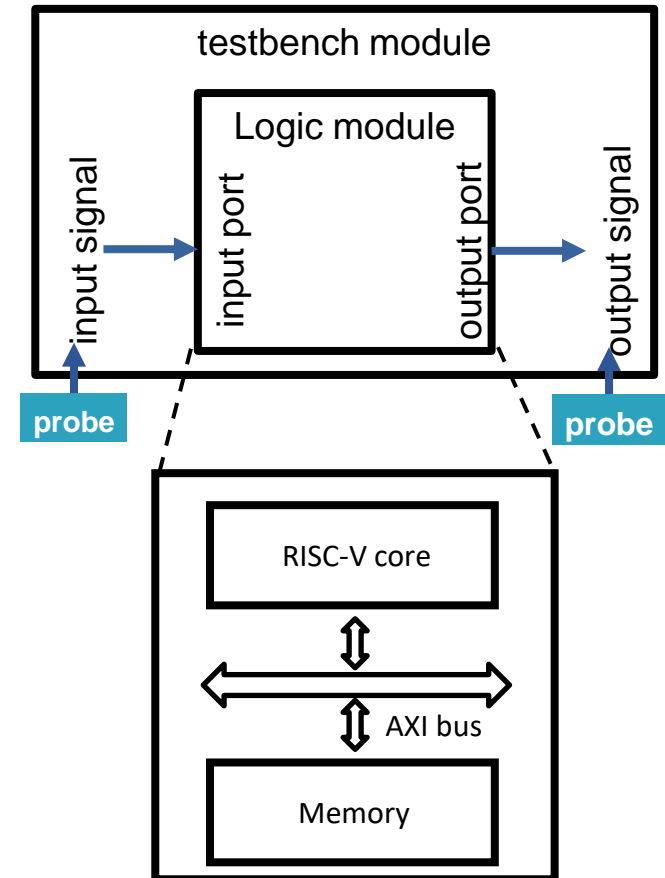 testbench module
Logic module
input signal
input port
output port
output signal
probe
probe
RISC-V core
AXI bus
Memory